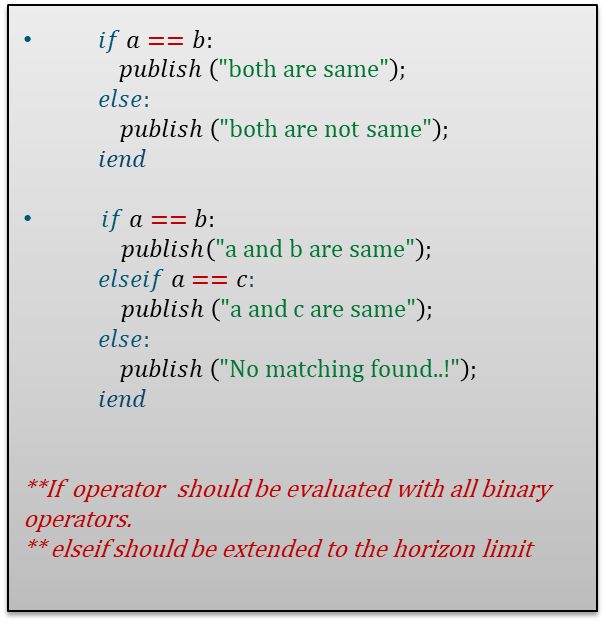 • if a == b:
publish ("both are same");
else:
publish ("both are not same");
iend
• if a == b:
publish("a and b are same");
elseif a == c:
publish ("a and c are same");
else:
publish ("No matching found..!");
iend
**If operator should be evaluated with all binary
operators.
** elseif should be extended to the horizon limit